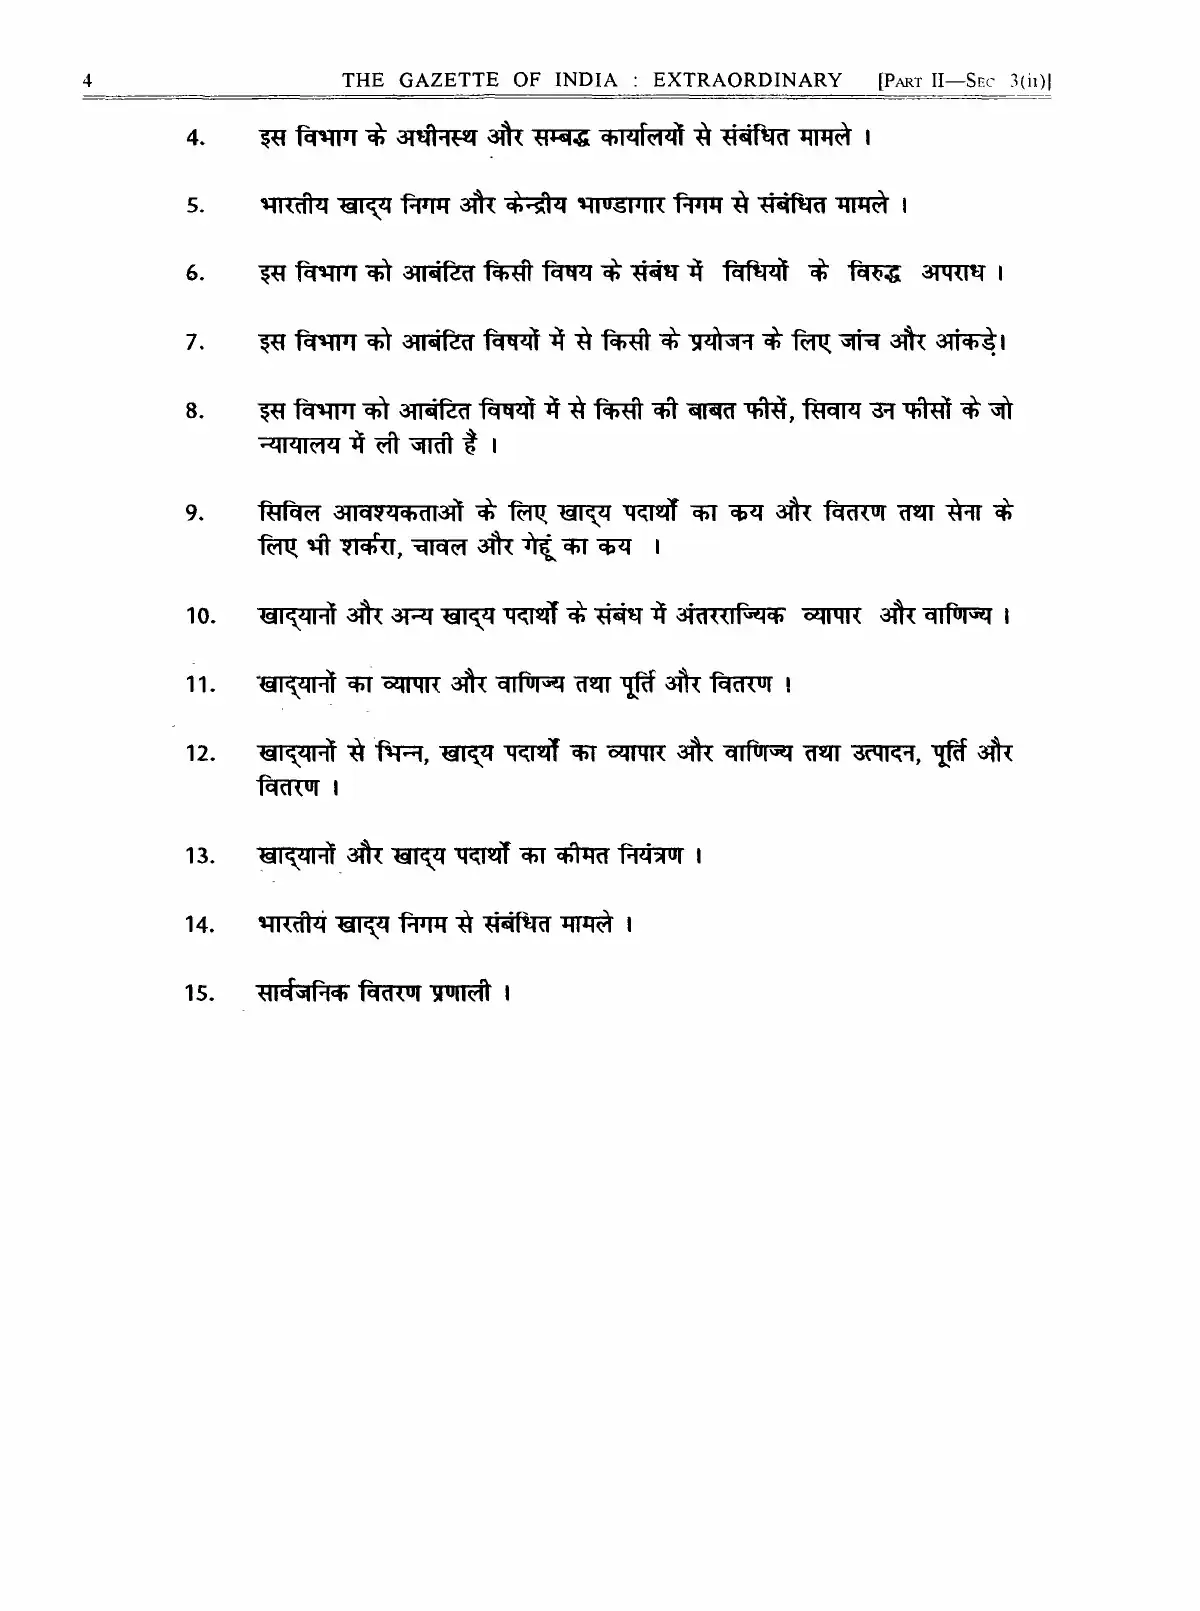 4 THE GAZETTE OF INDIA : EXTRAORDINARY [PART II—SEC 3(ii)]
4. इस विभाग के अधीनस्थ और सम्बद्ध कार्यालयों से संबंधित मामले ।
5. भारतीय खाद्य निगम और केन्द्रीय भाण्डागार निगम से संबंधित मामले ।
6. इस विभाग को आबंटित किसी विषय के संबंध में विधियों के विरुद्ध अपराध ।
7. इस विभाग को आबंटित विषयों में से किसी के प्रयोजन के लिए जांच और आंकड़े।
8. इस विभाग को आबंटित विषयों में से किसी की बाबत फीसें, सिवाय उन फीसों के जो
न्यायालय में ली जाती हैं ।
9. सिविल आवश्यकताओं के लिए खाद्य पदार्थों का क्रय और वितरण तथा सेना के
लिए भी शर्करा, चावल और गेहूं का क्रय ।
10. खाद्यानों और अन्य खाद्य पदार्थों के संबंध में अंतरराज्यिक व्यापार और वाणिज्य ।
11. खाद्यानों का व्यापार और वाणिज्य तथा पूर्ति और वितरण ।
12. खाद्यानों से भिन्न, खाद्य पदार्थों का व्यापार और वाणिज्य तथा उत्पादन, पूर्ति और
वितरण ।
13. खाद्यानों और खाद्य पदार्थों का कीमत नियंत्रण ।
14. भारतीय खाद्य निगम से संबंधित मामले ।
15. सार्वजनिक वितरण प्रणाली ।